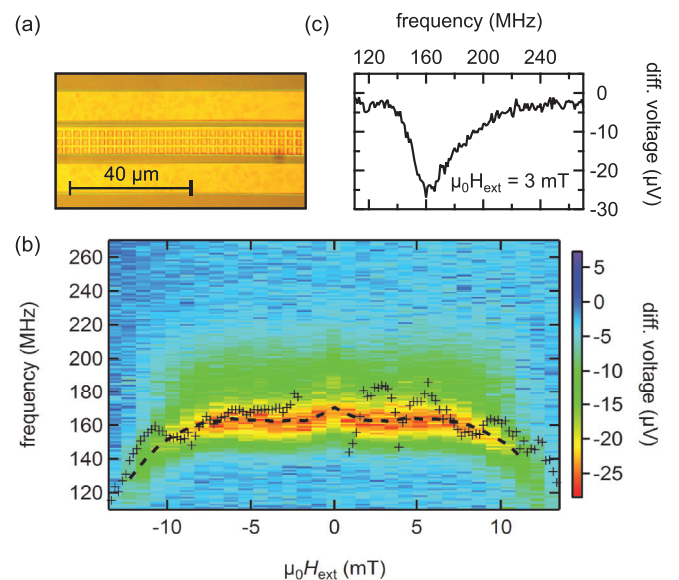 (a)
40 µm
(c)
frequency (MHz)
120 160 200 240
0
-10
-20
-30
diff. voltage (µV)
µ₀Hₑₓₜ = 3 mT
(b)
frequency (MHz)
260
240
220
200
180
160
140
120
-10 -5 0 5 10
µ₀Hₑₓₜ (mT)
5
0
-5
-10
-15
-20
-25
diff. voltage (µV)